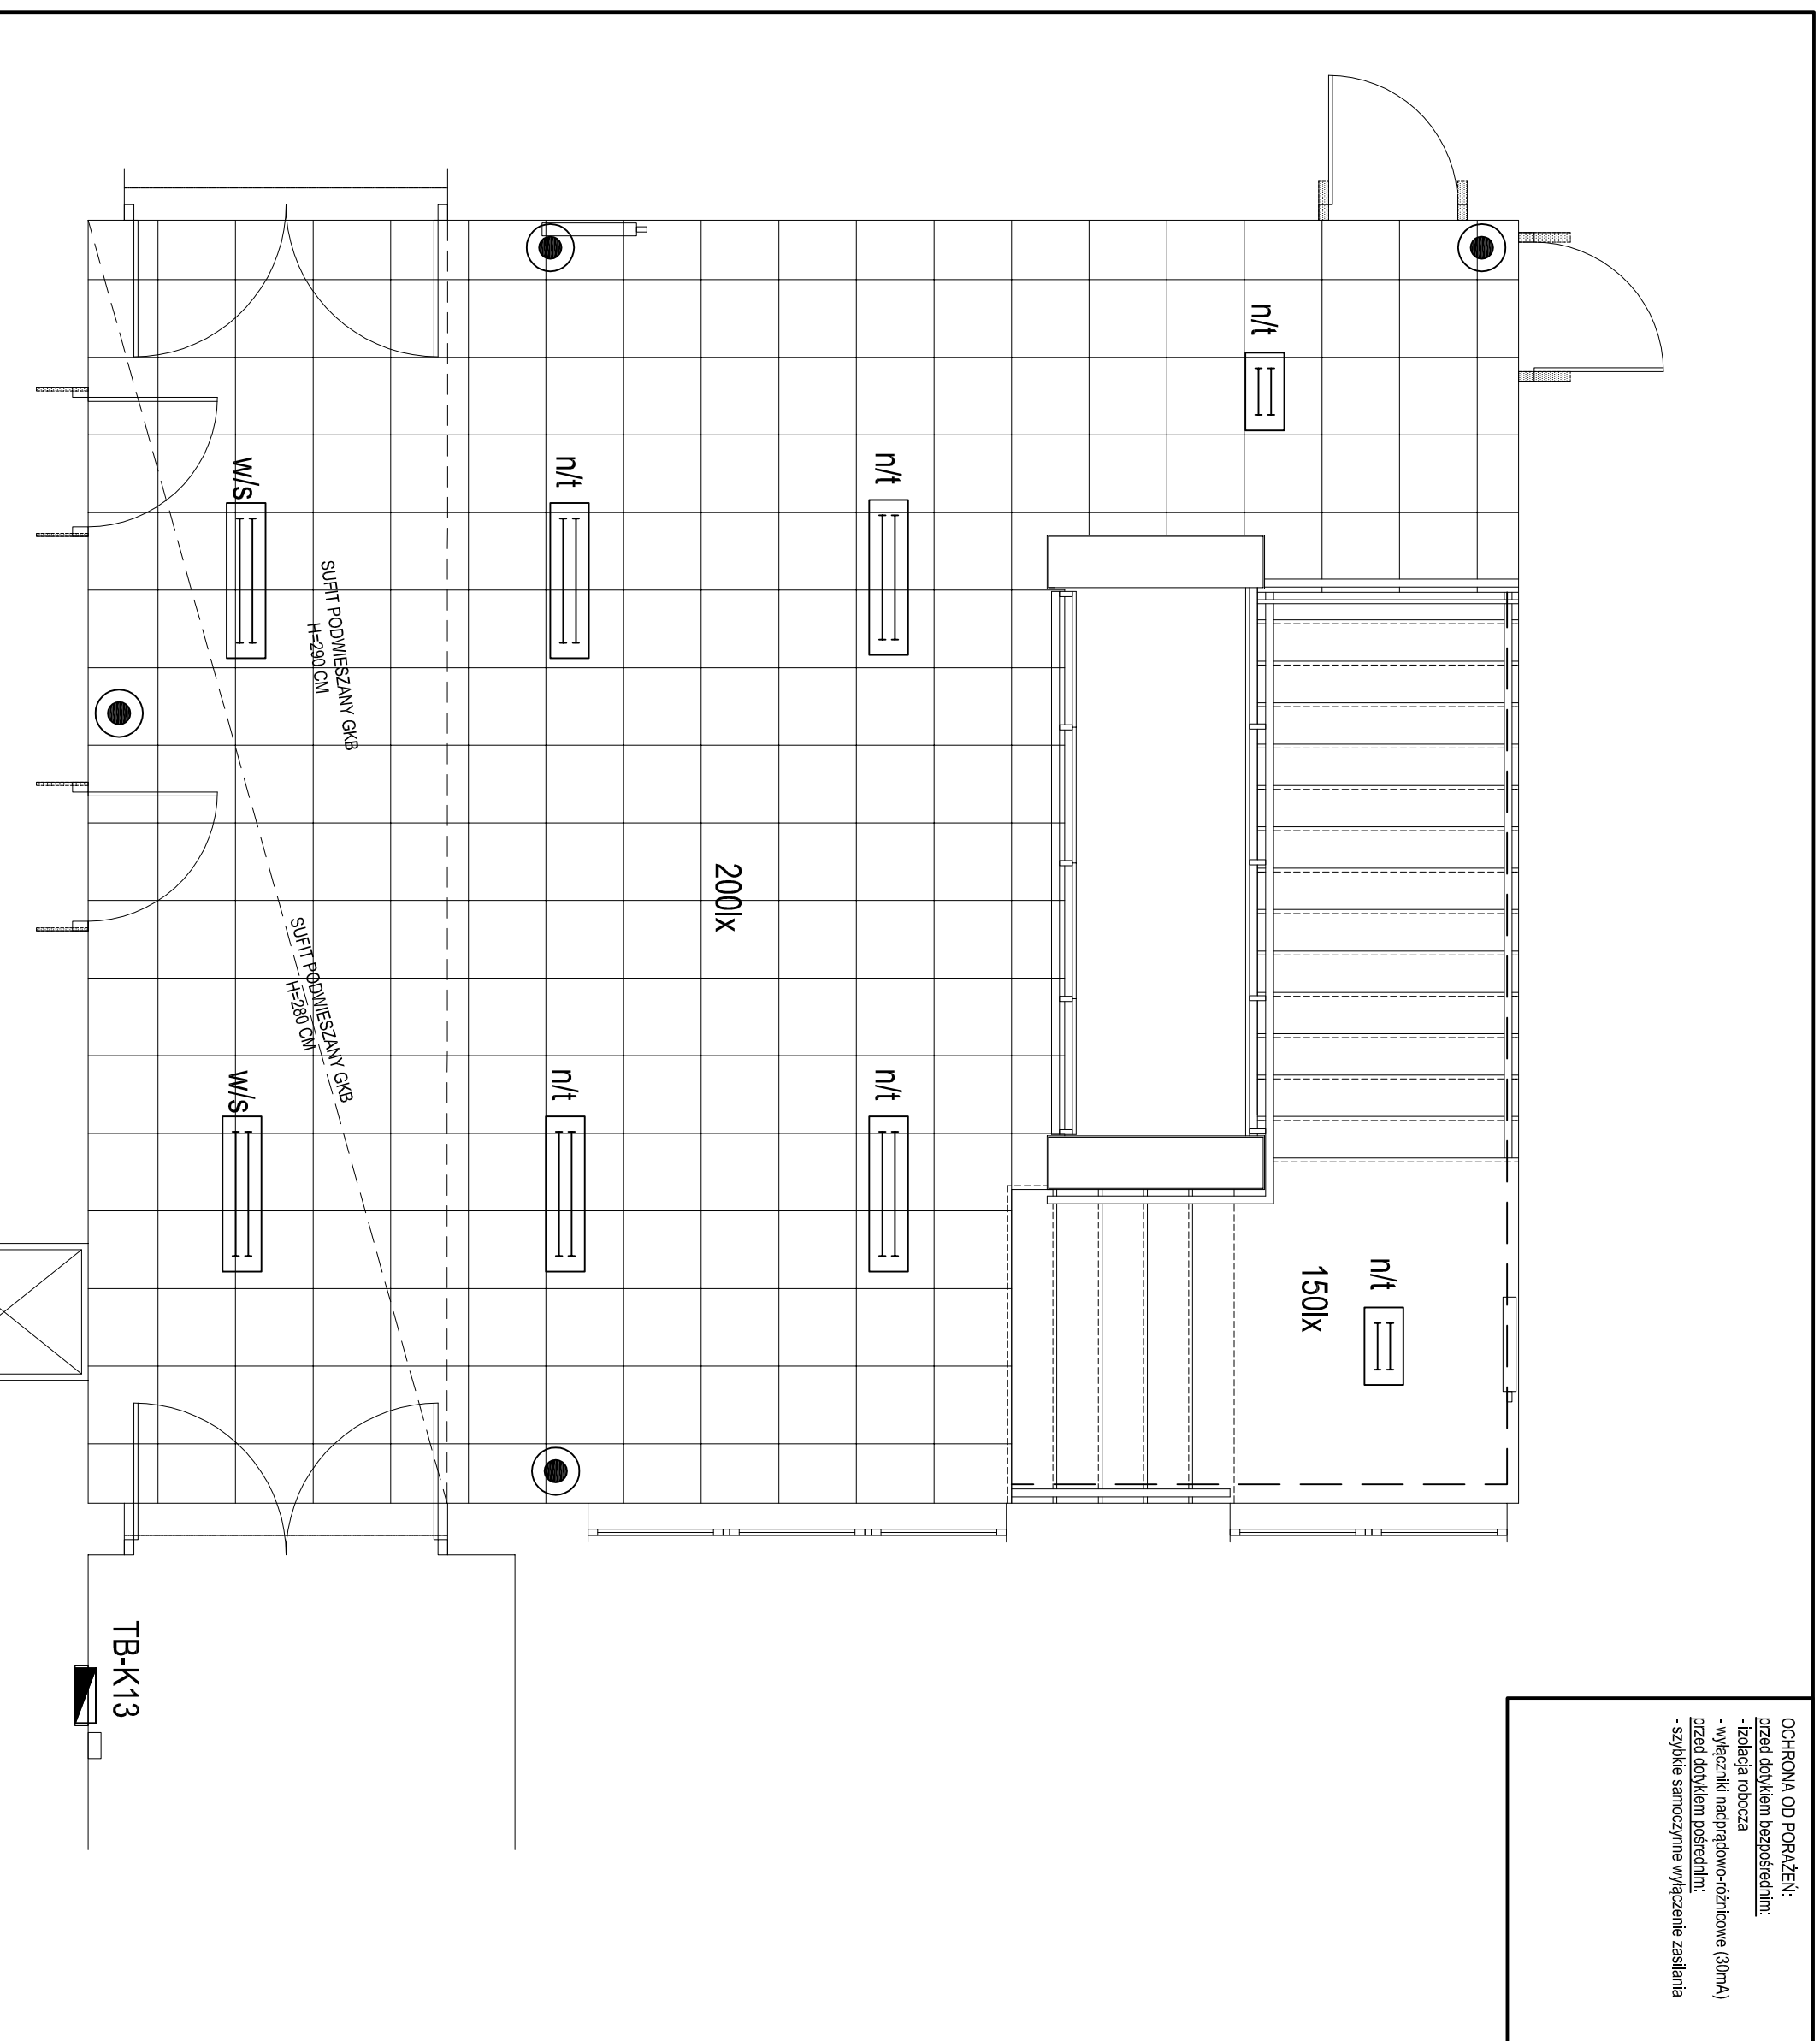 OCHRONA OD PORAŻEŃ:
przed dotykiem bezpośrednim:
- izolacja robocza
- wyłączniki nadprądowo-różnicowe (30mA)
przed dotykiem pośrednim:
- szybkie samoczynne wyłączenie zasilania
n/t
n/t
150lx
n/t
n/t
200lx
n/t
n/t
SUFIT PODWIESZANY GKB
H=290 CM
SUFIT PODWIESZANY GKB
H=280 CM
w/s
w/s
TB-K13